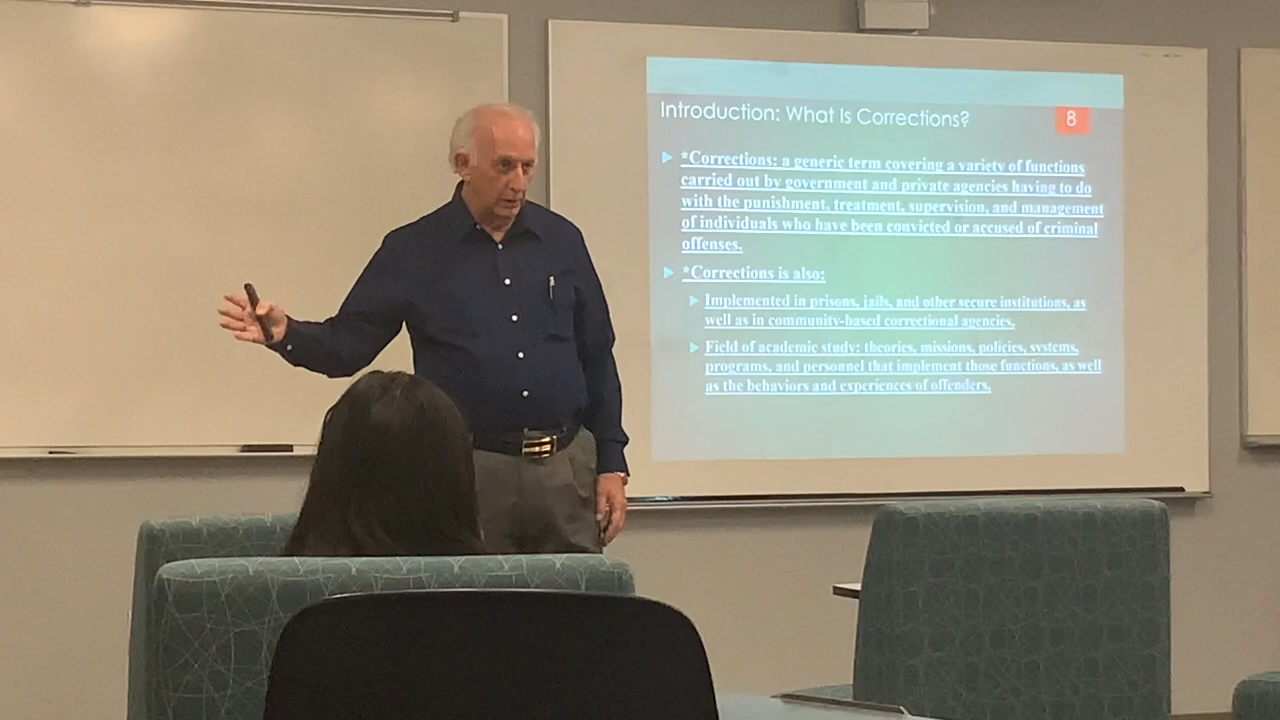 Introduction: What Is Corrections?
8
*Corrections: a generic term covering a variety of functions
carried out by government and private agencies having to do
with the punishment, treatment, supervision, and management
of individuals who have been convicted or accused of criminal
offenses.
*Corrections is also:
Implemented in prisons, jails, and other secure institutions, as
well as in community-based correctional agencies.
Field of academic study: theories, missions, policies, systems,
programs, and personnel that implement those functions, as well
as the behaviors and experiences of offenders.